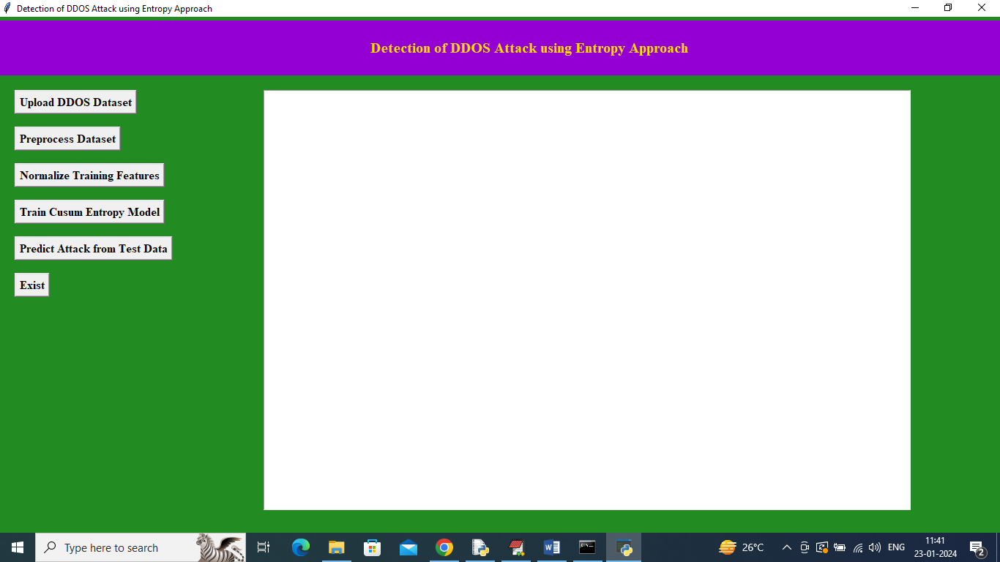 Detection of DDOS Attack using Entropy Approach
Detection of DDOS Attack using Entropy Approach
Upload DDOS Dataset
Preprocess Dataset
Normalize Training Features
Train Cusum Entropy Model
Predict Attack from Test Data
Exist
Type here to search
26°C
ENG
11:41
23-01-2024
2